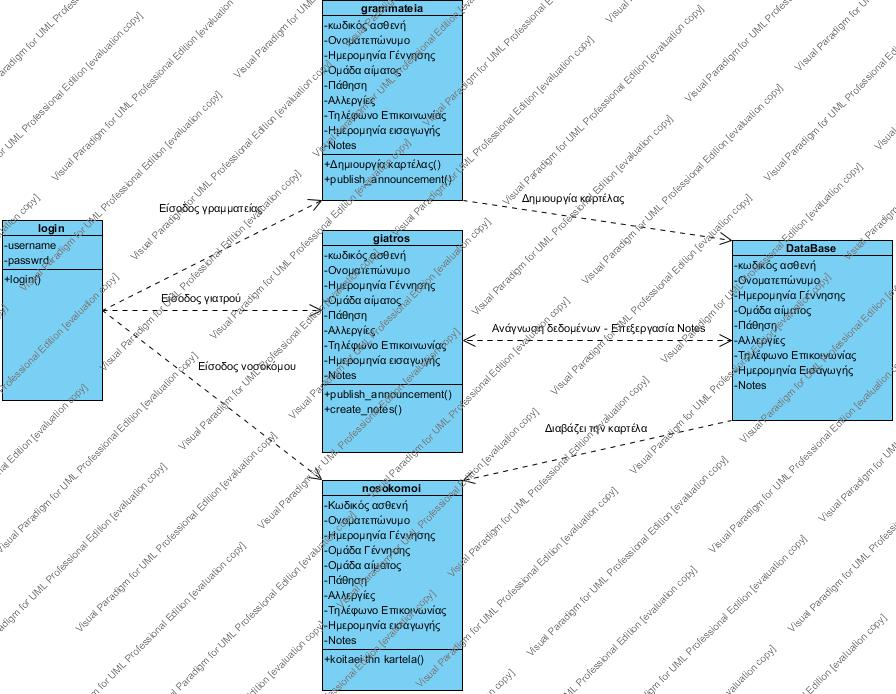 grammateia
-κωδικός ασθενή
-Ονοματεπώνυμο
-Ημερομηνία Γέννησης
-Ομάδα αίματος
-Πάθηση
-Αλλεργίες
-Τηλέφωνο Επικοινωνίας
-Ημερομηνία εισαγωγής
-Notes
+Δημιουργία καρτέλας()
+publish_announcement()
Είσοδος γραμματείας
Δημιουργία καρτέλας
login
-username
-passwrd
+login()
giatros
-κωδικός ασθενή
-Ονοματεπώνυμο
-Ημερομηνία Γέννησης
-Ομάδα αίματος
-Πάθηση
-Αλλεργίες
-Τηλέφωνο Επικοινωνίας
-Ημερομηνία εισαγωγής
-Notes
+publish_announcement()
+create_notes()
Είσοδος γιατρού
Ανάγνωση δεδομένων - Επεξεργασία Notes
DataBase
-κωδικός ασθενή
-Ονοματεπώνυμο
-Ημερομηνία Γέννησης
-Ομάδα αίματος
-Πάθηση
-Αλλεργίες
-Τηλέφωνο Επικοινωνίας
-Ημερομηνία Εισαγωγής
-Notes
Είσοδος νοσοκόμου
Διαβάζει την καρτέλα
nosokomoi
-Κωδικός ασθενή
-Ονοματεπώνυμο
-Ημερομηνία Γέννησης
-Ομάδα Γέννησης
-Ομάδα αίματος
-Πάθηση
-Αλλεργίες
-Τηλέφωνο Επικοινωνίας
-Ημερομηνία εισαγωγής
-Notes
+koitaei thn kartela()
Visual Paradigm for UML Professional Edition [evaluation copy]